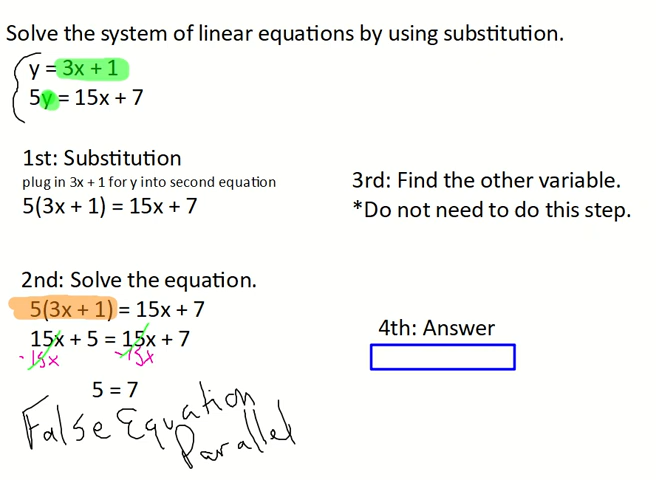 Solve the system of linear equations by using substitution.
y = 3x + 1
5y = 15x + 7
1st: Substitution
plug in 3x + 1 for y into second equation
5(3x + 1) = 15x + 7
2nd: Solve the equation.
5(3x + 1) = 15x + 7
15x + 5 = 15x + 7
-15x -15x
5 = 7
False Equation
Parallel
3rd: Find the other variable.
*Do not need to do this step.
4th: Answer